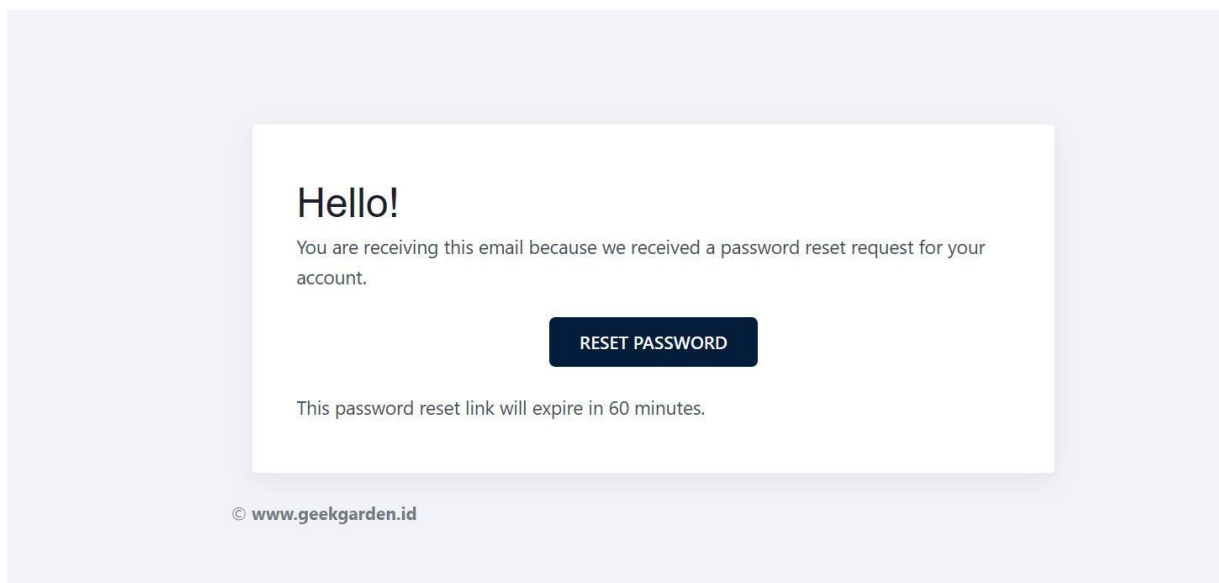 Hello!
You are receiving this email because we received a password reset request for your
account.
RESET PASSWORD
This password reset link will expire in 60 minutes.
© www.geekgarden.id